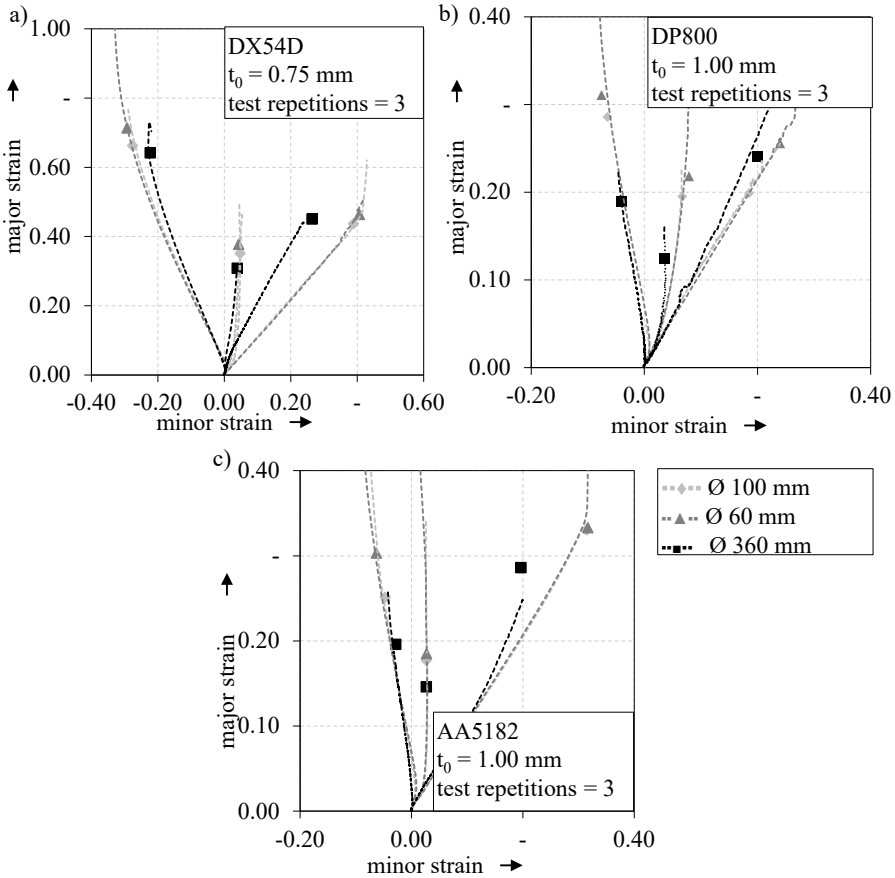 a)
1.00
-
0.60
0.40
0.20
0.00
major strain
DX54D
t₀ = 0.75 mm
test repetitions = 3
-0.40
-0.20
0.00
0.20
-
0.60
minor strain
b)
0.40
-
0.20
0.10
0.00
major strain
DP800
t₀ = 1.00 mm
test repetitions = 3
-0.20
0.00
-
0.40
minor strain
c)
0.40
-
0.20
0.10
0.00
major strain
AA5182
t₀ = 1.00 mm
test repetitions = 3
-0.20
0.00
-
0.40
minor strain
Ø 100 mm
Ø 60 mm
Ø 360 mm